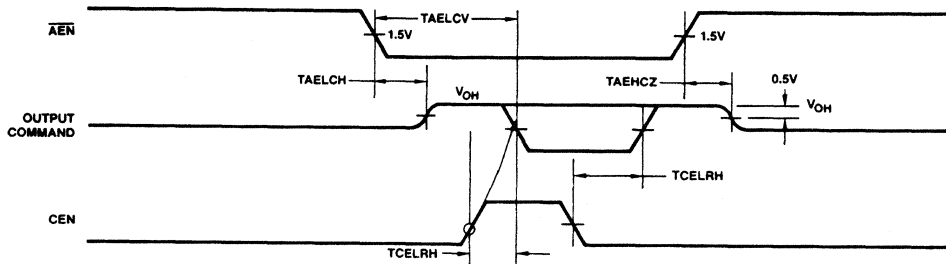 TAELCV
AEN
1.5V
1.5V
TAELCH
TAEHCZ
0.5V
VOH
VOH
OUTPUT
COMMAND
TCELRH
CEN
TCELRH